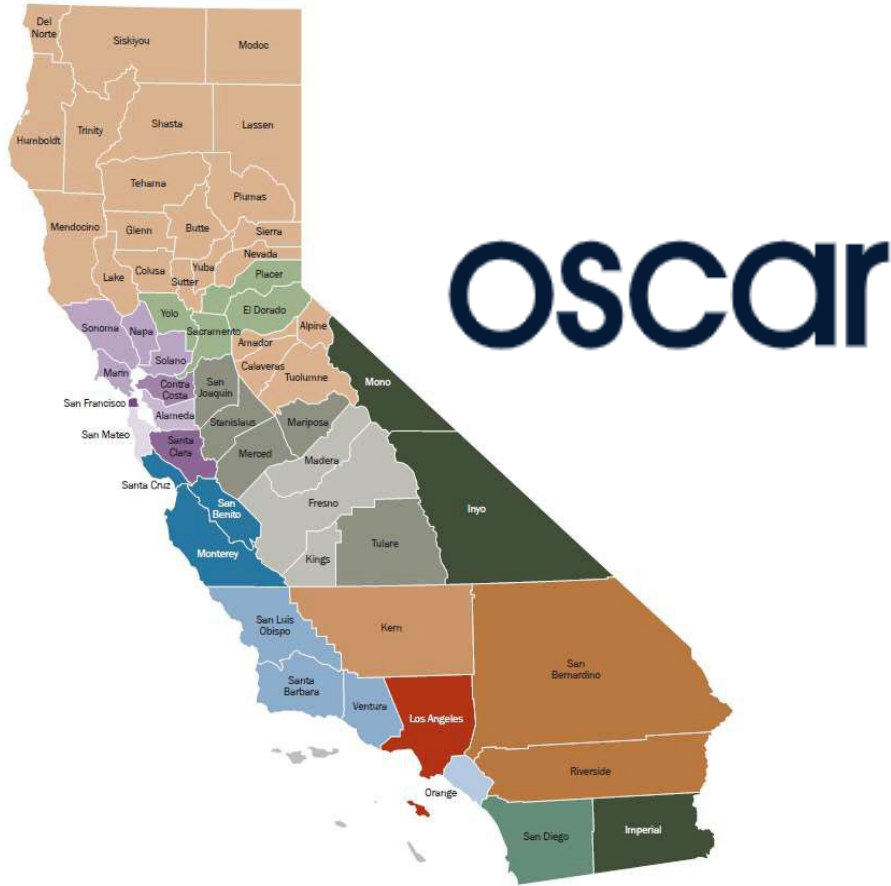 Del
Norte
Siskiyou
Modoc
Humboldt
Trinity
Shasta
Lassen
Tehama
Plumas
Mendocino
Glenn
Butte
Sierra
Nevada
Lake
Colusa
Sutter
Yuba
Placer
Yolo
El Dorado
Sonoma
Napa
Sacramento
Alpine
Amador
Solano
Calaveras
Marin
Contra
Costa
San
Joaquin
Tuolumne
Mono
San Francisco
Alameda
Stanislaus
Mariposa
San Mateo
Santa
Clara
Merced
Madera
Santa Cruz
San
Benito
Fresno
Inyo
Monterey
Kings
Tulare
San Luis
Obispo
Kern
San
Bernardino
Santa
Barbara
Ventura
Los Angeles
Riverside
Orange
San Diego
Imperial
oscar